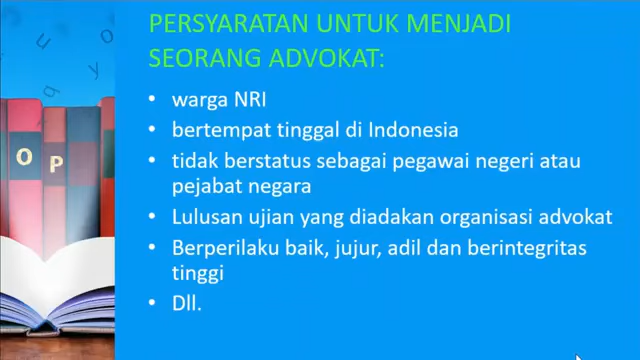 PERSYARATAN UNTUK MENJADI
SEORANG ADVOKAT:
• warga NRI
• bertempat tinggal di Indonesia
• tidak berstatus sebagai pegawai negeri atau
pejabat negara
• Lulusan ujian yang diadakan organisasi advokat
• Berperilaku baik, jujur, adil dan berintegritas
tinggi
• Dll.
u
o
y
q
O
P